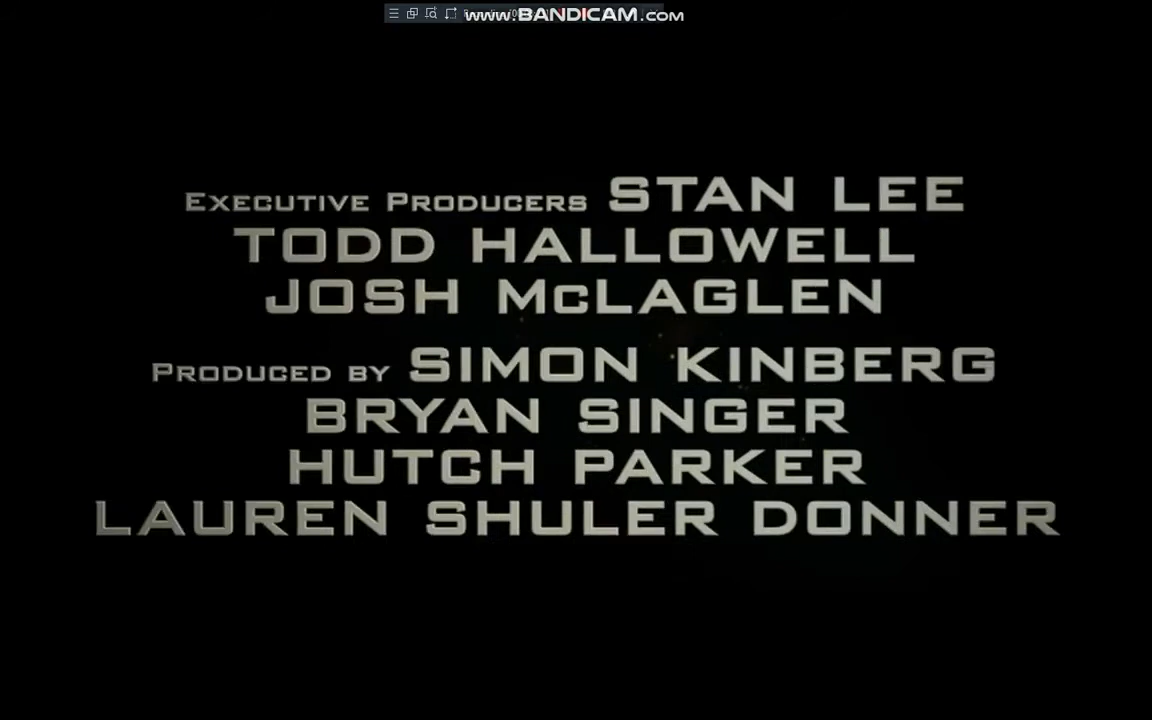 www.BANDICAM.com
Executive Producers STAN LEE
TODD HALLOWELL
JOSH McLAGLEN
Produced by SIMON KINBERG
BRYAN SINGER
HUTCH PARKER
LAUREN SHULER DONNER